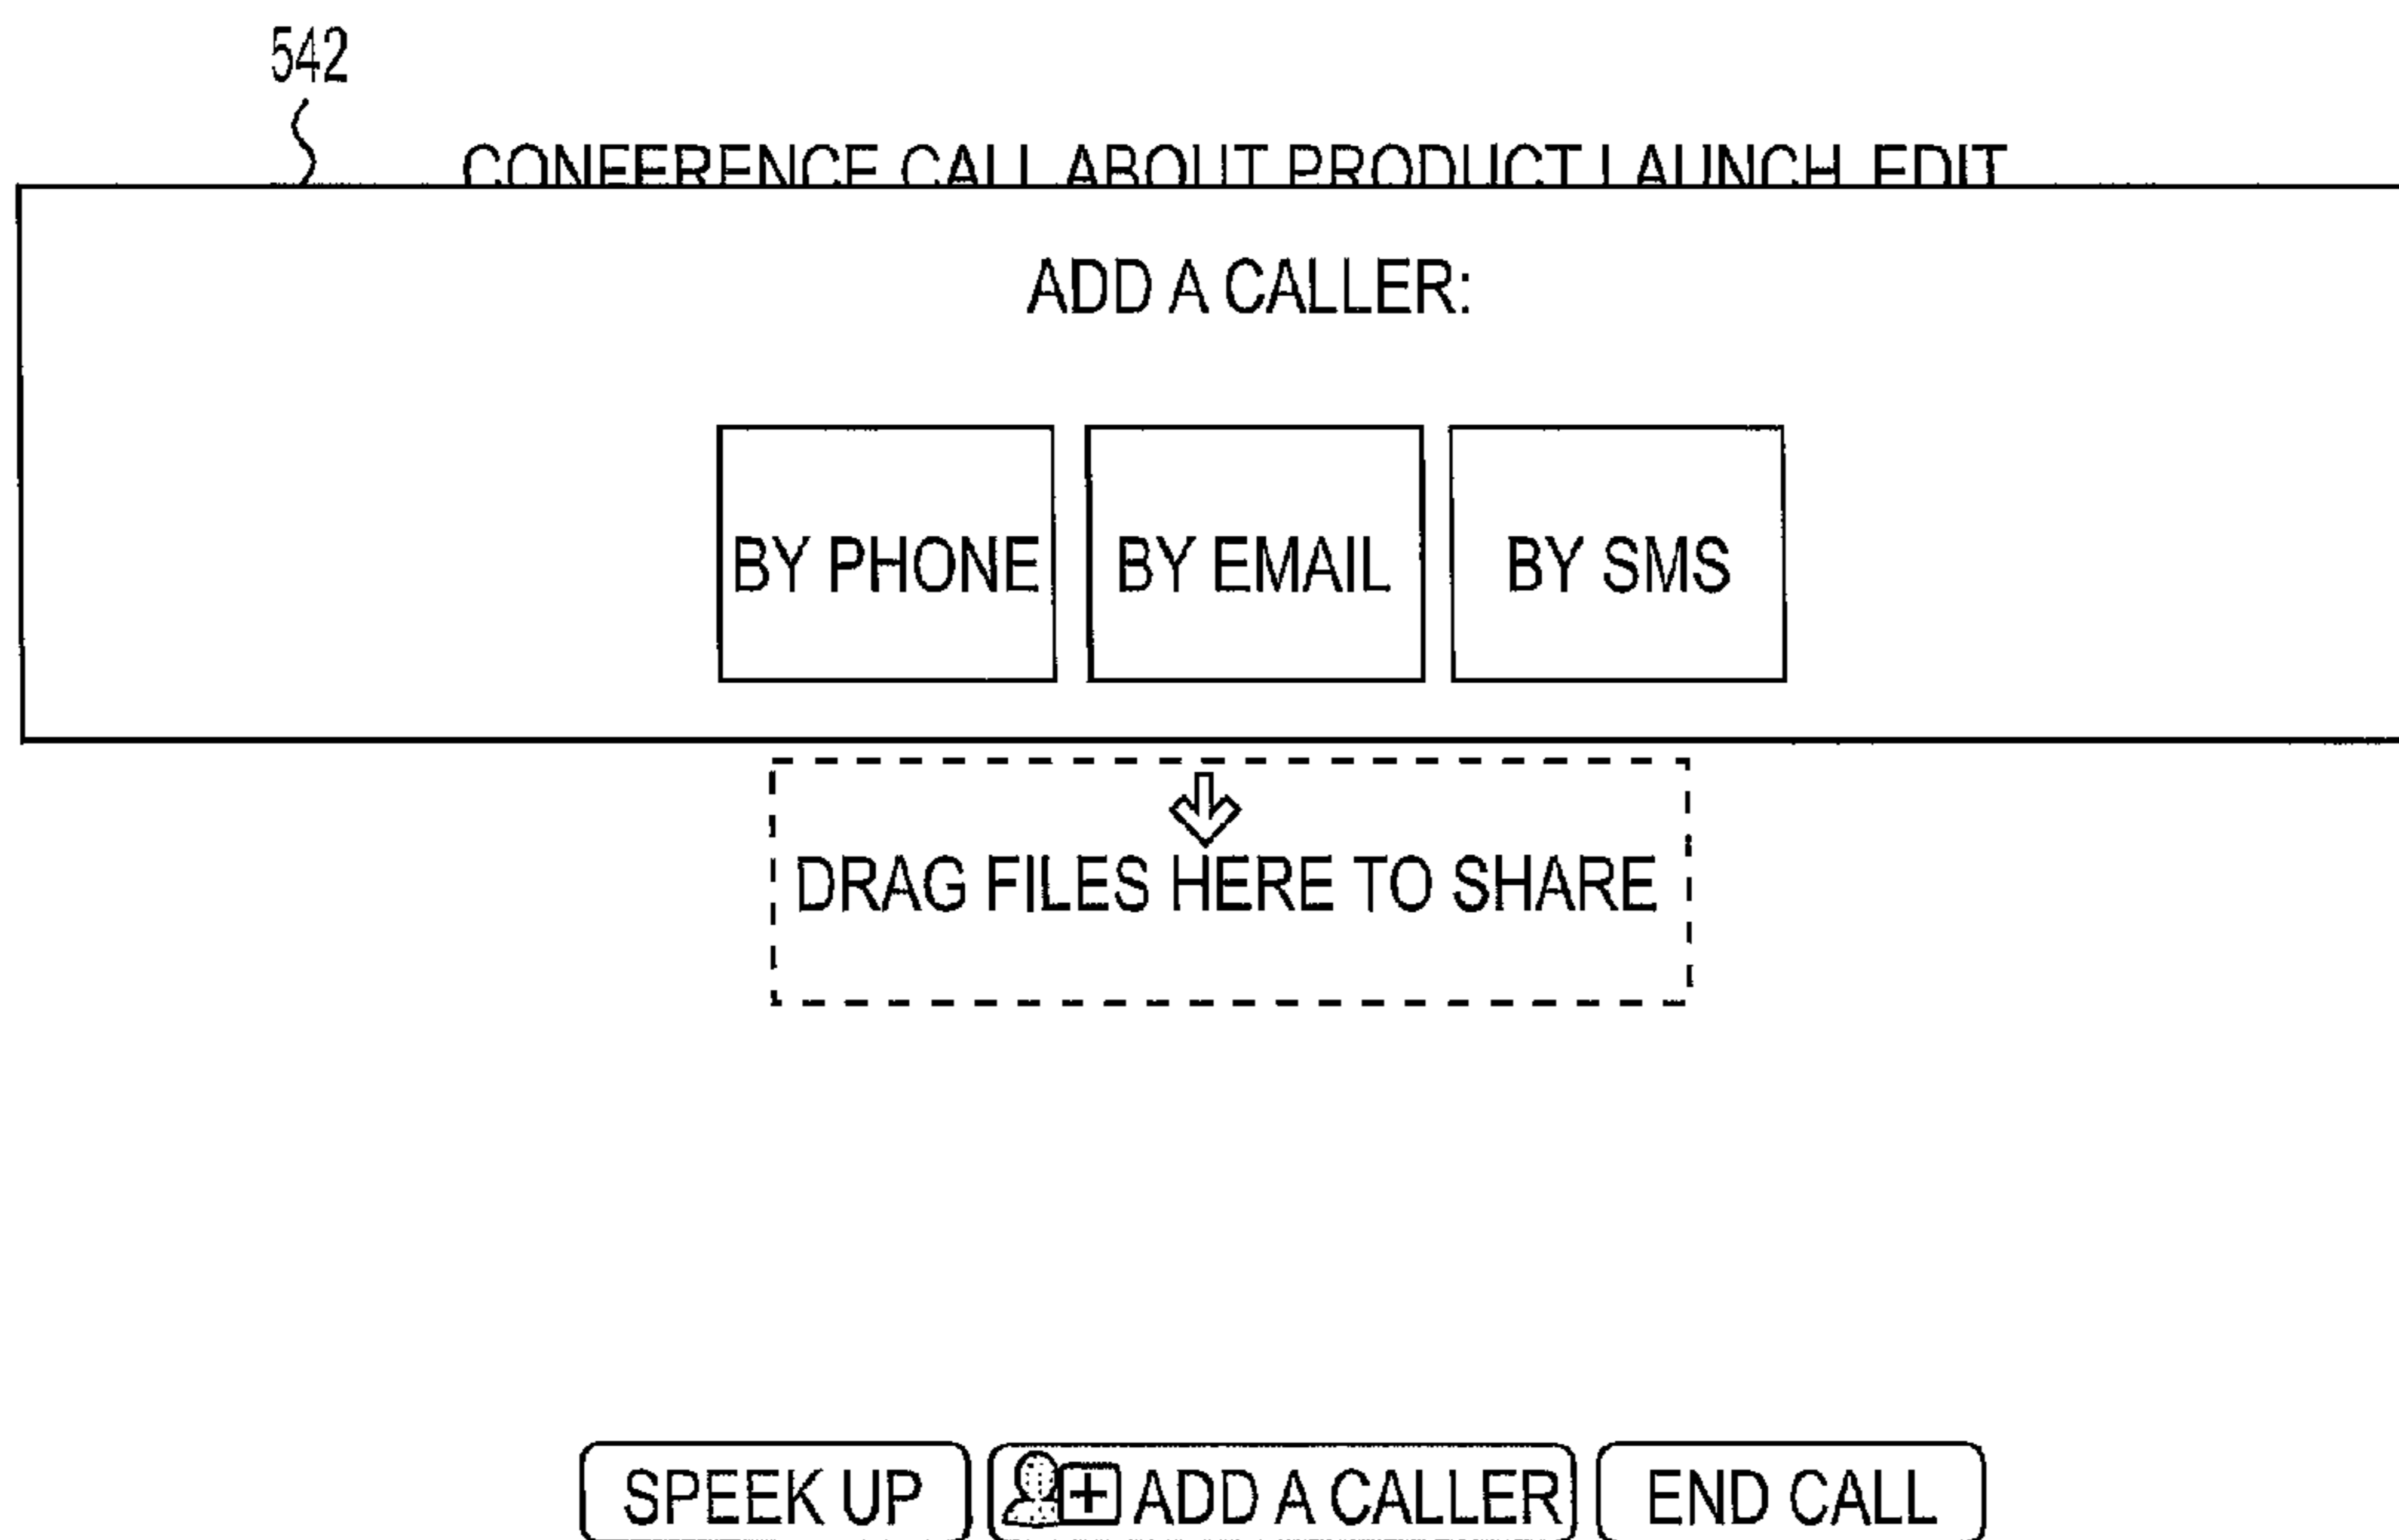 542
CONFERENCE CALL ABOUT PRODUCT LAUNCH EDIT
ADD A CALLER:
BY PHONE BY EMAIL BY SMS
DRAG FILES HERE TO SHARE
SPEEK UP ADD A CALLER END CALL